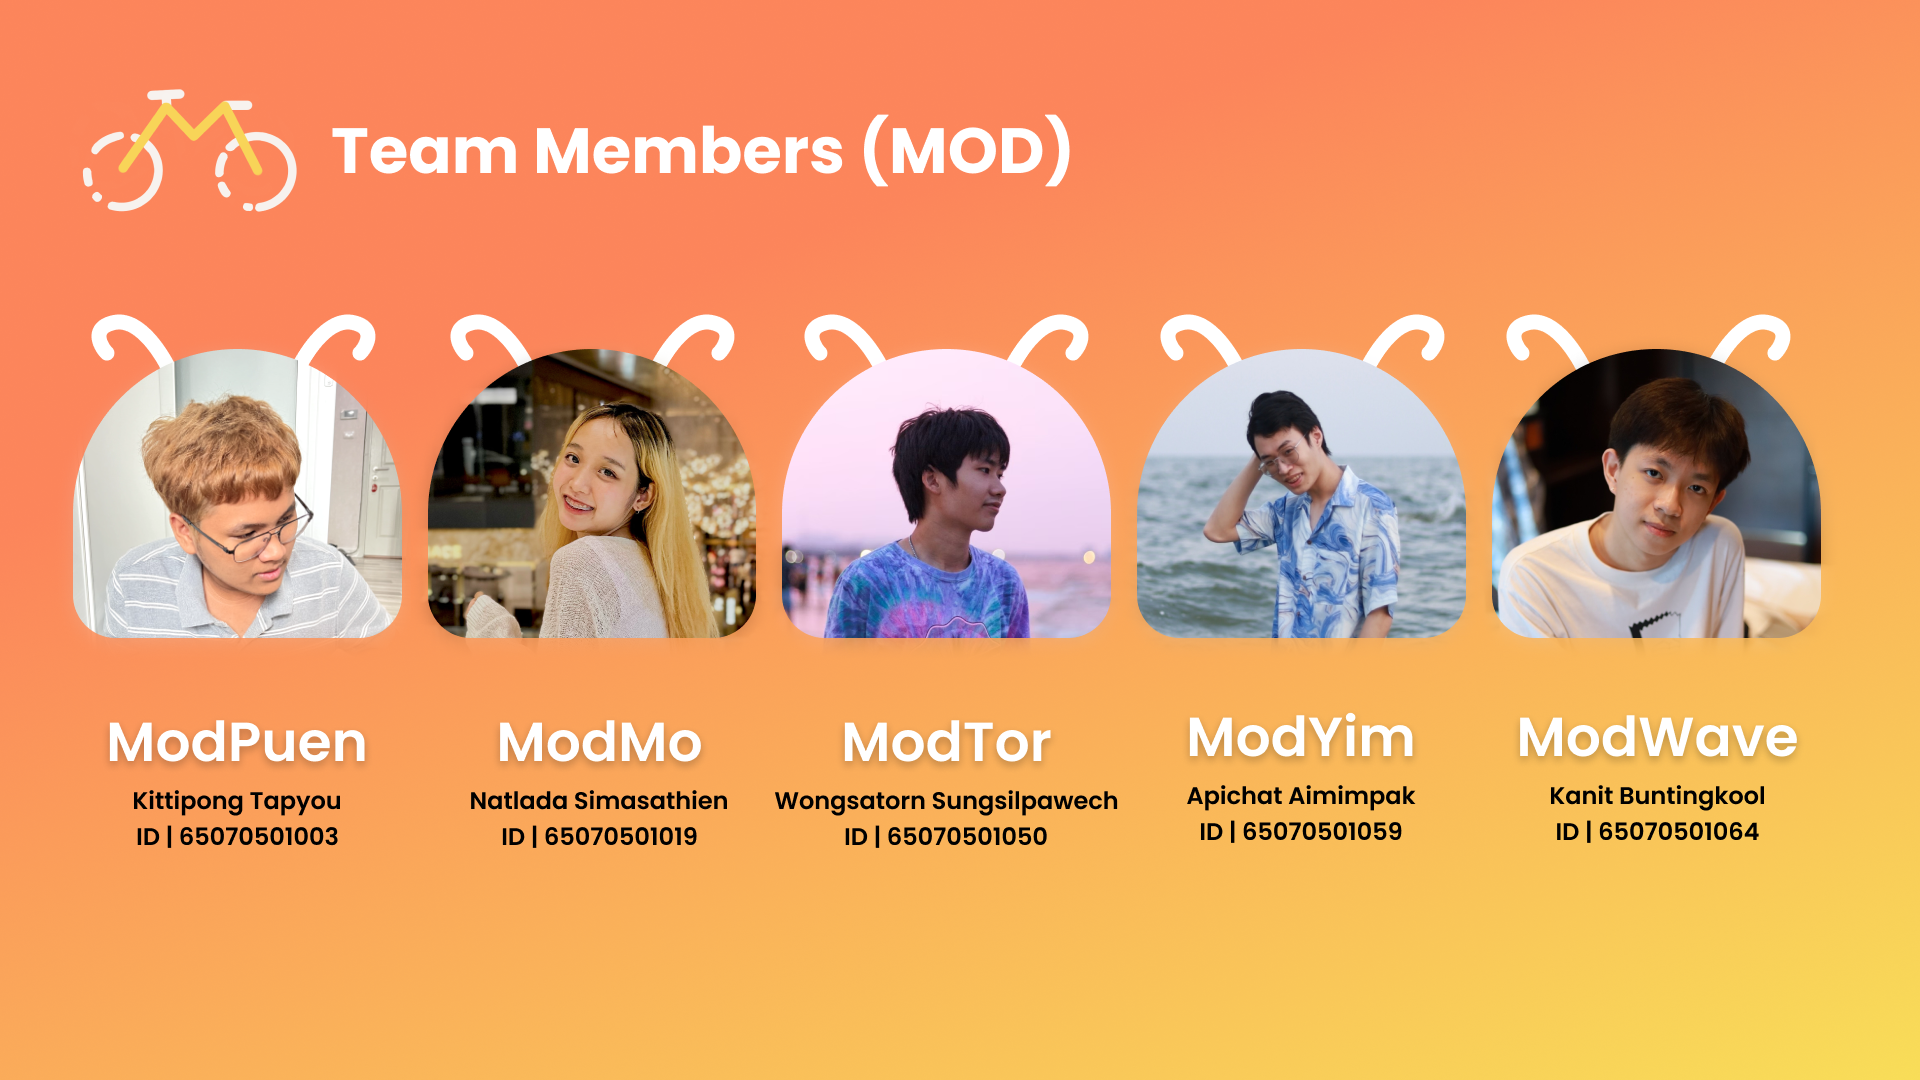 Team Members (MOD)
ModPuen
Kittipong Tapyou
ID | 65070501003
ModMo
Natlada Simasathien
ID | 65070501019
ModTor
Wongsatorn Sungsilpawech
ID | 65070501050
ModYim
Apichat Aimimpak
ID | 65070501059
ModWave
Kanit Buntingkool
ID | 65070501064